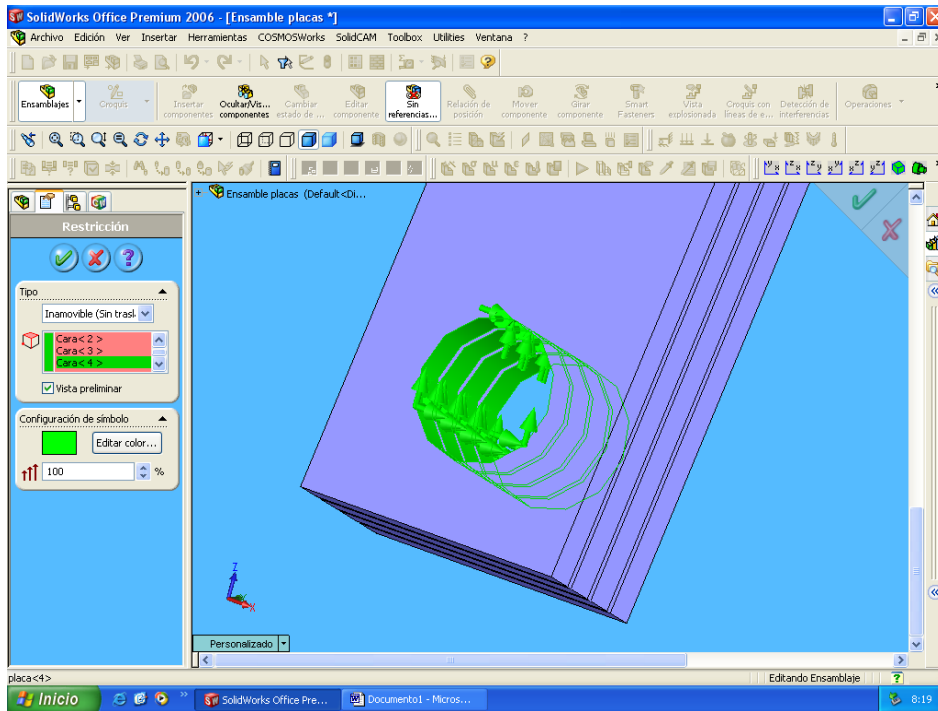 SolidWorks Office Premium 2006 - [Ensamble placas *]
Archivo Edición Ver Insertar Herramientas COSMOSWorks SolidCAM Toolbox Utilities Ventana ?
Ensamblajes
Croquis
Insertar componentes
Ocultar/Vis... componentes
Cambiar estado de ...
Editar componente
Sin referencias...
Relación de posición
Mover componente
Girar componente
Smart Fasteners
Vista explosionada
Croquis con líneas de e...
Detección de interferencias
Operaciones
Ensamble placas (Default<Di...
Restricción
Tipo
Inamovible (Sin trasl.
Cara< 2 >
Cara< 3 >
Cara< 4 >
Vista preliminar
Configuración de símbolo
Editar color...
100 %
Z
X
Personalizado
placa<4>
Editando Ensamblaje
Inicio
SolidWorks Office Pre...
Documento1 - Micros...
8:19